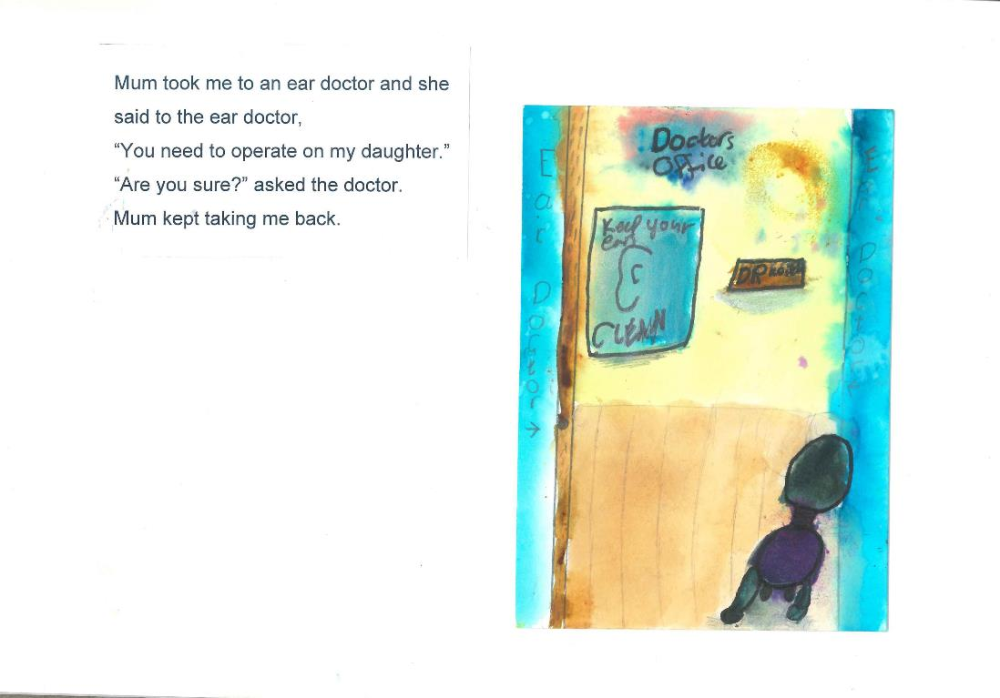 Mum took me to an ear doctor and she
said to the ear doctor,
“You need to operate on my daughter.”
“Are you sure?” asked the doctor.
Mum kept taking me back.
Ear Doctor →
Doctors
Office
Keep your
ears
CLEAN
DR
Ear Doctor